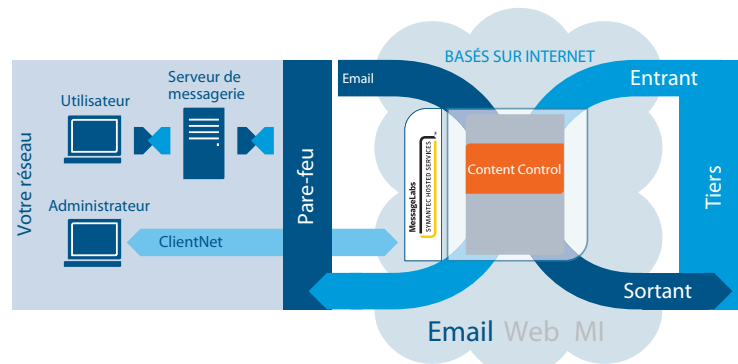 BASÉS SUR INTERNET
Votre réseau
Utilisateur
Serveur de
messagerie
Administrateur
ClientNet
Pare-feu
Email
Entrant
MessageLabs
SYMANTEC HOSTED SERVICES
Content Control
Tiers
Sortant
Email Web MI